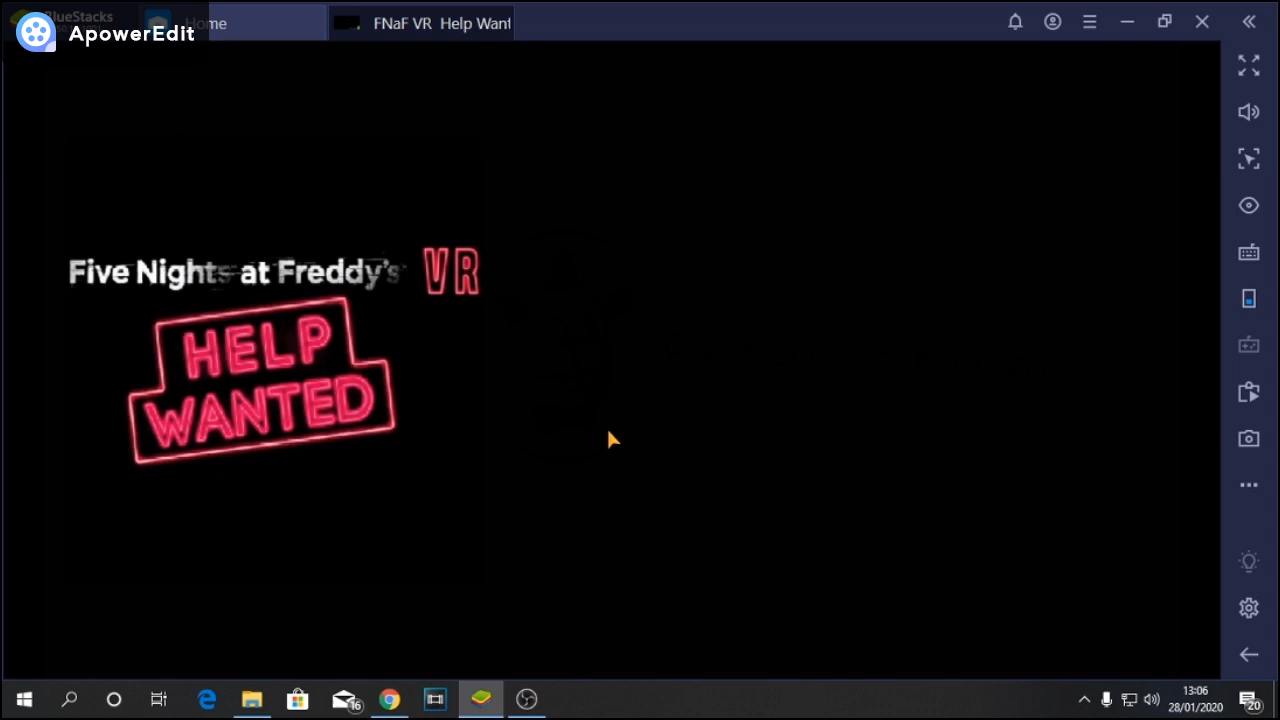 BlueStacks
ApowerEdit
Home
FNaF VR Help Want
Five Nights at Freddy's VR
HELP
WANTED
16
13:06
28/01/2020
20